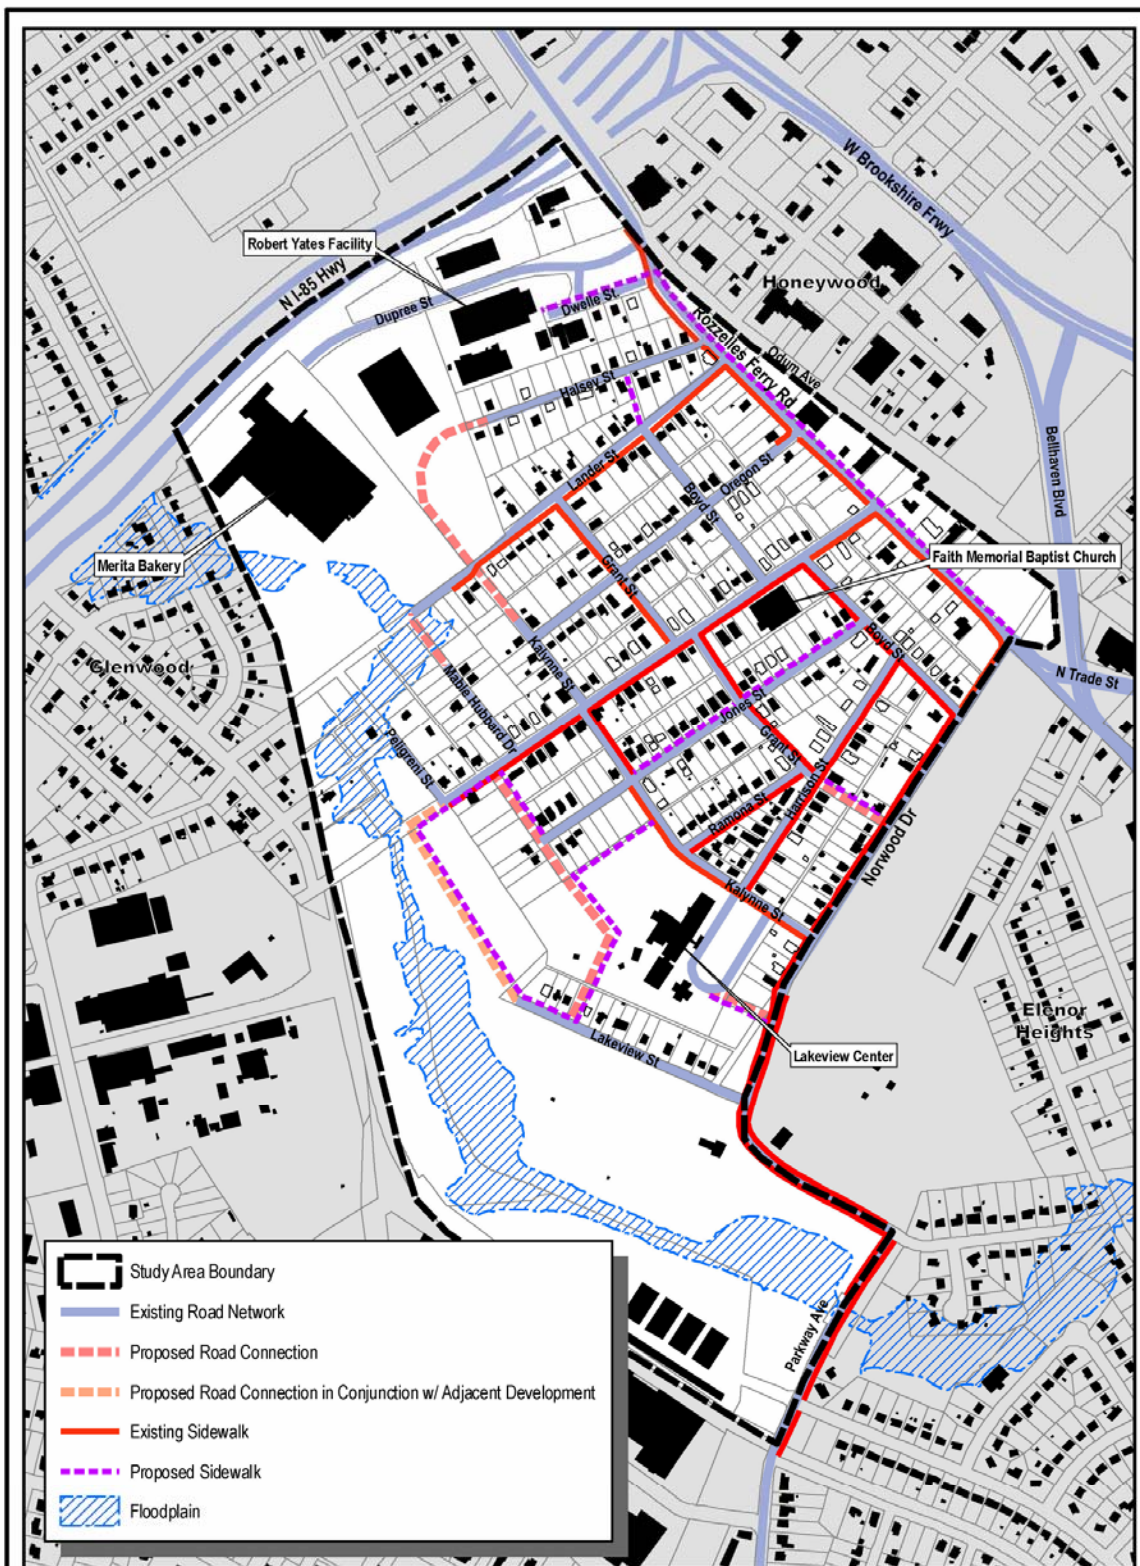 W Brookshire Frwy
Robert Yates Facility
N I-85 Hwy
Honeywood
Dupree St
Dwelle St
Rozzelles Ferry Rd
Odum Ave
Halsey St
Bellhaven Blvd
Lander St
Oregon St
Boyd St
Merita Bakery
Faith Memorial Baptist Church
Grant St
Glenwood
Kalynne St
Boyd St
N Trade St
Mable Hubbard Dr
Jones St
Pellgreni St
Grant St
Harrison St
Ramona St
Norwood Dr
Kalynne St
Elenor
Heights
Lakeview St
Lakeview Center
Parkway Ave
Study Area Boundary
Existing Road Network
Proposed Road Connection
Proposed Road Connection in Conjunction w/ Adjacent Development
Existing Sidewalk
Proposed Sidewalk
Floodplain